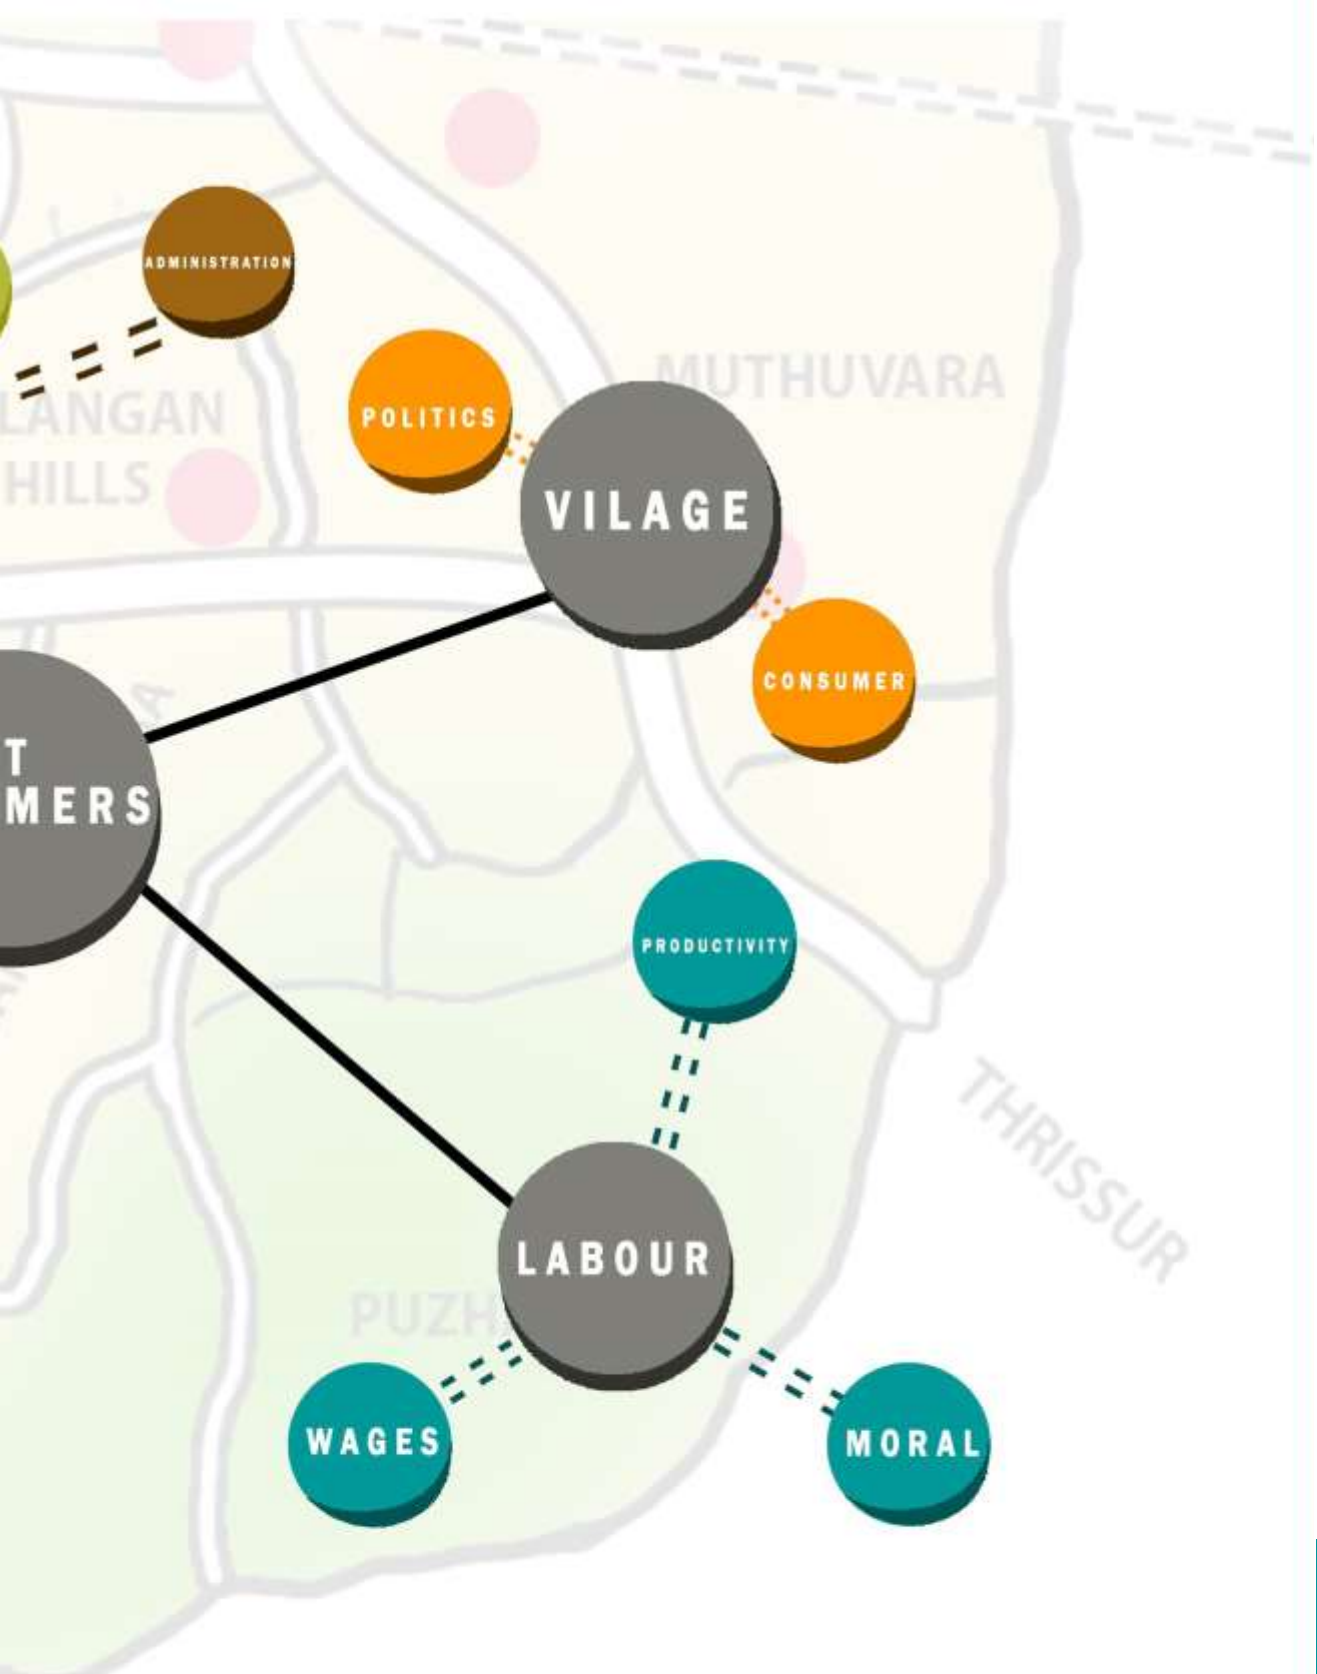 ADMINISTRATION
MUTHUVARA
LANGAN
HILLS
POLITICS
VILAGE
CONSUMER
A
T
MERS
PRODUCTIVITY
THRISSUR
LABOUR
PUZH
WAGES
MORAL